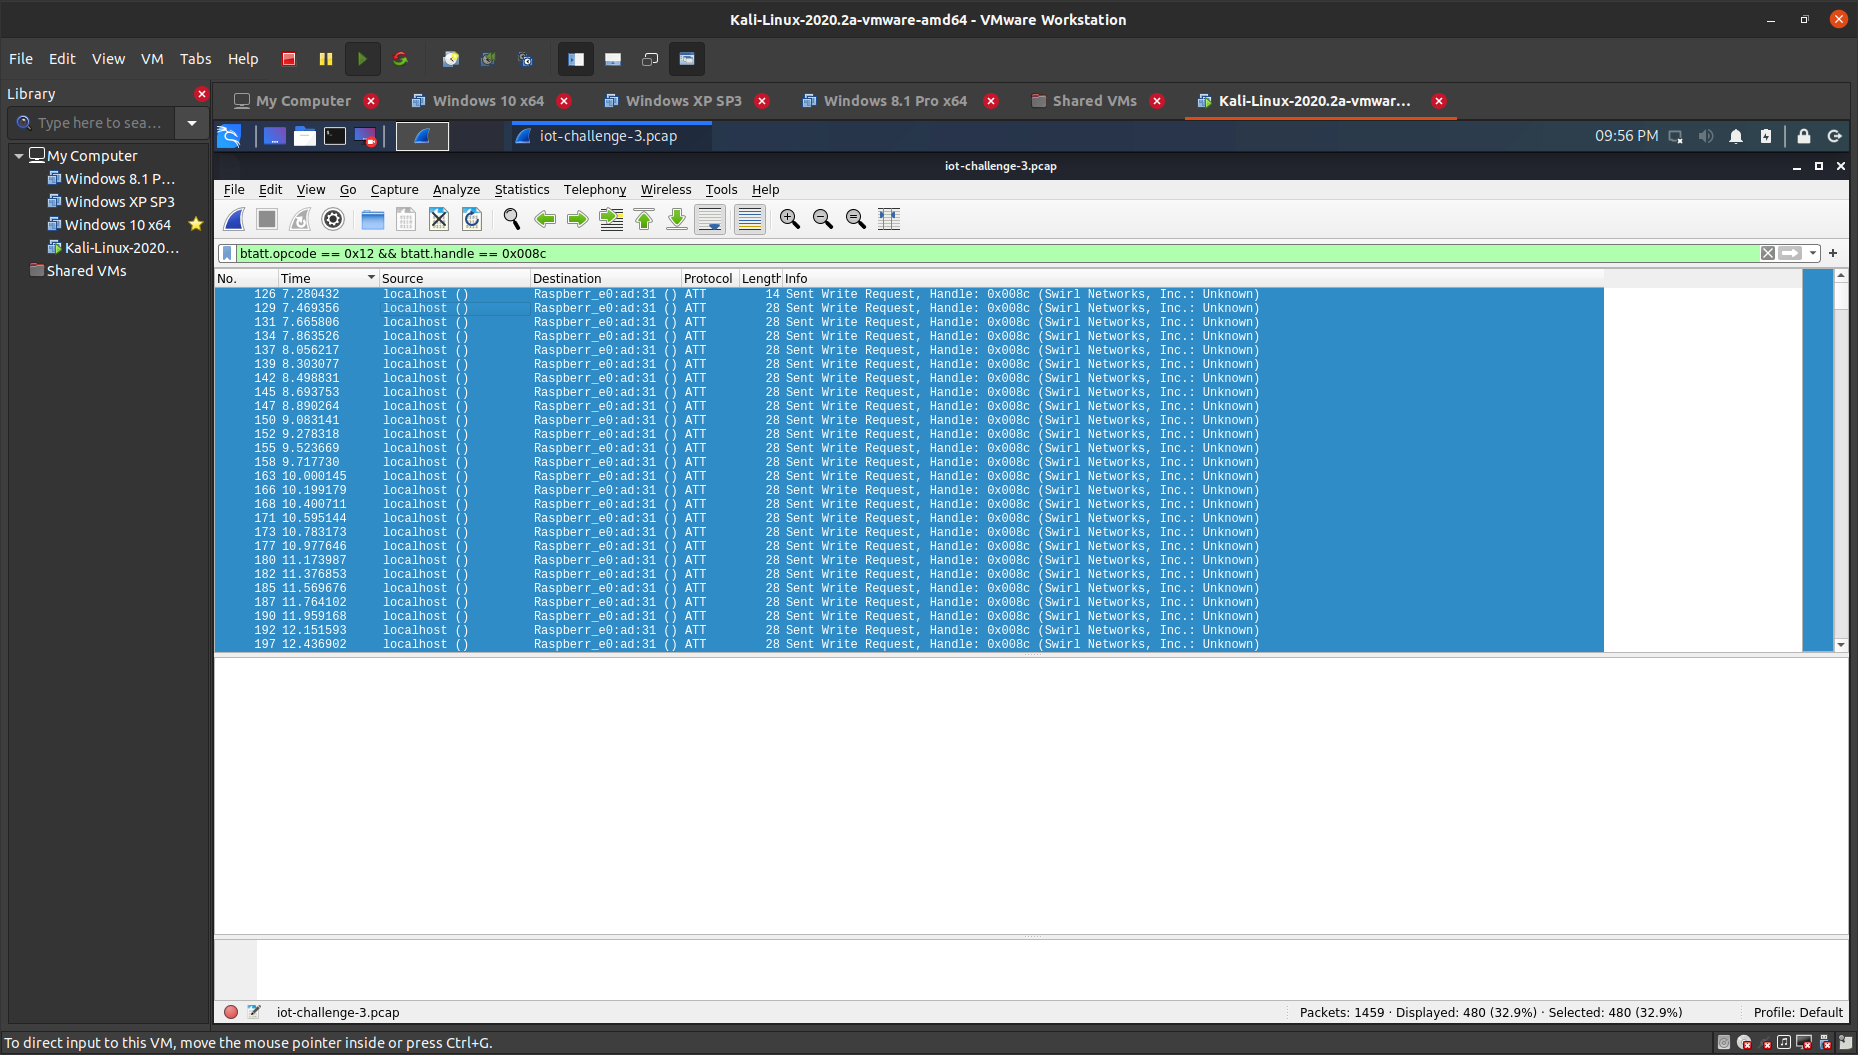 Kali-Linux-2020.2a-vmware-amd64 - VMware Workstation
File Edit View VM Tabs Help
Library
Type here to sea...
My Computer
Windows 8.1 P...
Windows XP SP3
Windows 10 x64
Kali-Linux-2020...
Shared VMs
My Computer Windows 10 x64 Windows XP SP3 Windows 8.1 Pro x64 Shared VMs Kali-Linux-2020.2a-vmwar...
iot-challenge-3.pcap 09:56 PM
iot-challenge-3.pcap
File Edit View Go Capture Analyze Statistics Telephony Wireless Tools Help
btatt.opcode == 0x12 && btatt.handle == 0x008c
No. Time Source Destination Protocol Length Info
126 7.280432 localhost () Raspberr_e0:ad:31 () ATT 14 Sent Write Request, Handle: 0x008c (Swirl Networks, Inc.: Unknown)
129 7.469356 localhost () Raspberr_e0:ad:31 () ATT 28 Sent Write Request, Handle: 0x008c (Swirl Networks, Inc.: Unknown)
131 7.665806 localhost () Raspberr_e0:ad:31 () ATT 28 Sent Write Request, Handle: 0x008c (Swirl Networks, Inc.: Unknown)
134 7.863526 localhost () Raspberr_e0:ad:31 () ATT 28 Sent Write Request, Handle: 0x008c (Swirl Networks, Inc.: Unknown)
137 8.056217 localhost () Raspberr_e0:ad:31 () ATT 28 Sent Write Request, Handle: 0x008c (Swirl Networks, Inc.: Unknown)
139 8.303077 localhost () Raspberr_e0:ad:31 () ATT 28 Sent Write Request, Handle: 0x008c (Swirl Networks, Inc.: Unknown)
142 8.498831 localhost () Raspberr_e0:ad:31 () ATT 28 Sent Write Request, Handle: 0x008c (Swirl Networks, Inc.: Unknown)
145 8.693753 localhost () Raspberr_e0:ad:31 () ATT 28 Sent Write Request, Handle: 0x008c (Swirl Networks, Inc.: Unknown)
147 8.890264 localhost () Raspberr_e0:ad:31 () ATT 28 Sent Write Request, Handle: 0x008c (Swirl Networks, Inc.: Unknown)
150 9.083141 localhost () Raspberr_e0:ad:31 () ATT 28 Sent Write Request, Handle: 0x008c (Swirl Networks, Inc.: Unknown)
152 9.278318 localhost () Raspberr_e0:ad:31 () ATT 28 Sent Write Request, Handle: 0x008c (Swirl Networks, Inc.: Unknown)
155 9.523669 localhost () Raspberr_e0:ad:31 () ATT 28 Sent Write Request, Handle: 0x008c (Swirl Networks, Inc.: Unknown)
158 9.717730 localhost () Raspberr_e0:ad:31 () ATT 28 Sent Write Request, Handle: 0x008c (Swirl Networks, Inc.: Unknown)
163 10.000145 localhost () Raspberr_e0:ad:31 () ATT 28 Sent Write Request, Handle: 0x008c (Swirl Networks, Inc.: Unknown)
166 10.199179 localhost () Raspberr_e0:ad:31 () ATT 28 Sent Write Request, Handle: 0x008c (Swirl Networks, Inc.: Unknown)
168 10.400711 localhost () Raspberr_e0:ad:31 () ATT 28 Sent Write Request, Handle: 0x008c (Swirl Networks, Inc.: Unknown)
171 10.595144 localhost () Raspberr_e0:ad:31 () ATT 28 Sent Write Request, Handle: 0x008c (Swirl Networks, Inc.: Unknown)
173 10.783173 localhost () Raspberr_e0:ad:31 () ATT 28 Sent Write Request, Handle: 0x008c (Swirl Networks, Inc.: Unknown)
177 10.977646 localhost () Raspberr_e0:ad:31 () ATT 28 Sent Write Request, Handle: 0x008c (Swirl Networks, Inc.: Unknown)
180 11.173987 localhost () Raspberr_e0:ad:31 () ATT 28 Sent Write Request, Handle: 0x008c (Swirl Networks, Inc.: Unknown)
182 11.376853 localhost () Raspberr_e0:ad:31 () ATT 28 Sent Write Request, Handle: 0x008c (Swirl Networks, Inc.: Unknown)
185 11.569676 localhost () Raspberr_e0:ad:31 () ATT 28 Sent Write Request, Handle: 0x008c (Swirl Networks, Inc.: Unknown)
187 11.764102 localhost () Raspberr_e0:ad:31 () ATT 28 Sent Write Request, Handle: 0x008c (Swirl Networks, Inc.: Unknown)
190 11.959168 localhost () Raspberr_e0:ad:31 () ATT 28 Sent Write Request, Handle: 0x008c (Swirl Networks, Inc.: Unknown)
192 12.151593 localhost () Raspberr_e0:ad:31 () ATT 28 Sent Write Request, Handle: 0x008c (Swirl Networks, Inc.: Unknown)
197 12.436902 localhost () Raspberr_e0:ad:31 () ATT 28 Sent Write Request, Handle: 0x008c (Swirl Networks, Inc.: Unknown)
iot-challenge-3.pcap Packets: 1459 · Displayed: 480 (32.9%) · Selected: 480 (32.9%) Profile: Default
To direct input to this VM, move the mouse pointer inside or press Ctrl+G.